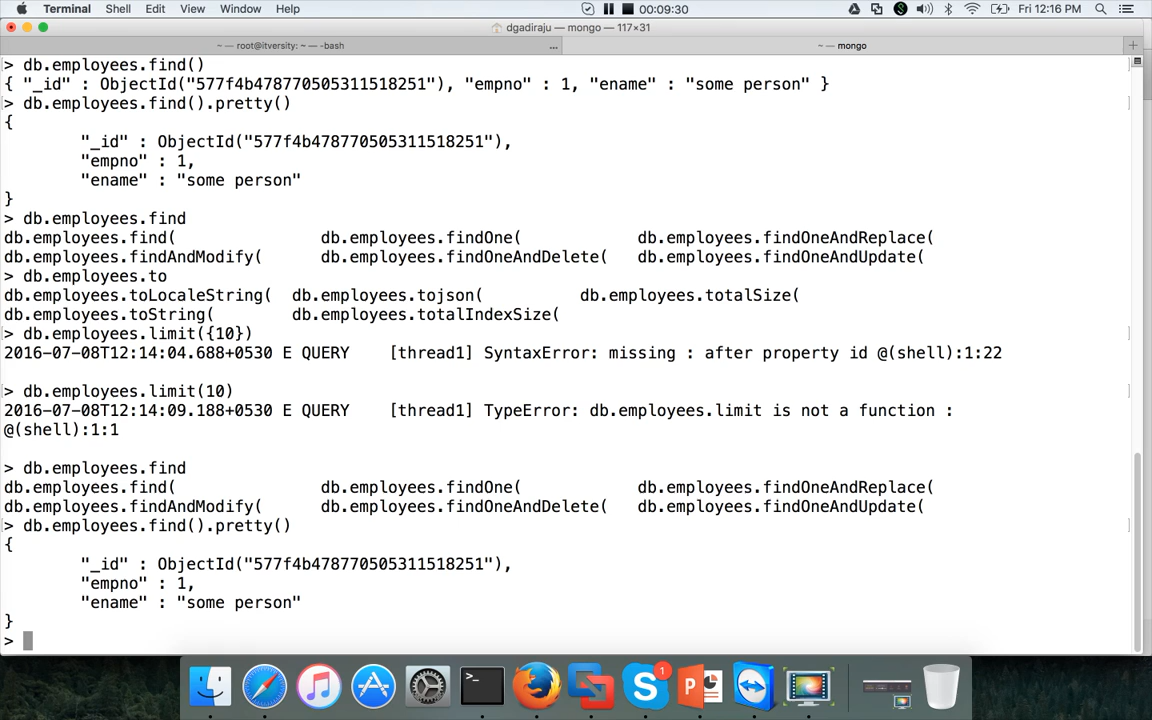 Terminal Shell Edit View Window Help 00:09:30 Fri 12:16 PM
dgadiraju — mongo — 117×31
~ — root@itversity: ~ — -bash ... ~ — mongo +
> db.employees.find()
{ "_id" : ObjectId("577f4b478770505311518251"), "empno" : 1, "ename" : "some person" }
> db.employees.find().pretty()
{
"_id" : ObjectId("577f4b478770505311518251"),
"empno" : 1,
"ename" : "some person"
}
> db.employees.find
db.employees.find( db.employees.findOne( db.employees.findOneAndReplace(
db.employees.findAndModify( db.employees.findOneAndDelete( db.employees.findOneAndUpdate(
> db.employees.to
db.employees.toLocaleString( db.employees.tojson( db.employees.totalSize(
db.employees.toString( db.employees.totalIndexSize(
> db.employees.limit({10})
2016-07-08T12:14:04.688+0530 E QUERY [thread1] SyntaxError: missing : after property id @(shell):1:22
> db.employees.limit(10)
2016-07-08T12:14:09.188+0530 E QUERY [thread1] TypeError: db.employees.limit is not a function :
@(shell):1:1
> db.employees.find
db.employees.find( db.employees.findOne( db.employees.findOneAndReplace(
db.employees.findAndModify( db.employees.findOneAndDelete( db.employees.findOneAndUpdate(
> db.employees.find().pretty()
{
"_id" : ObjectId("577f4b478770505311518251"),
"empno" : 1,
"ename" : "some person"
}
>
>_ S 1 P